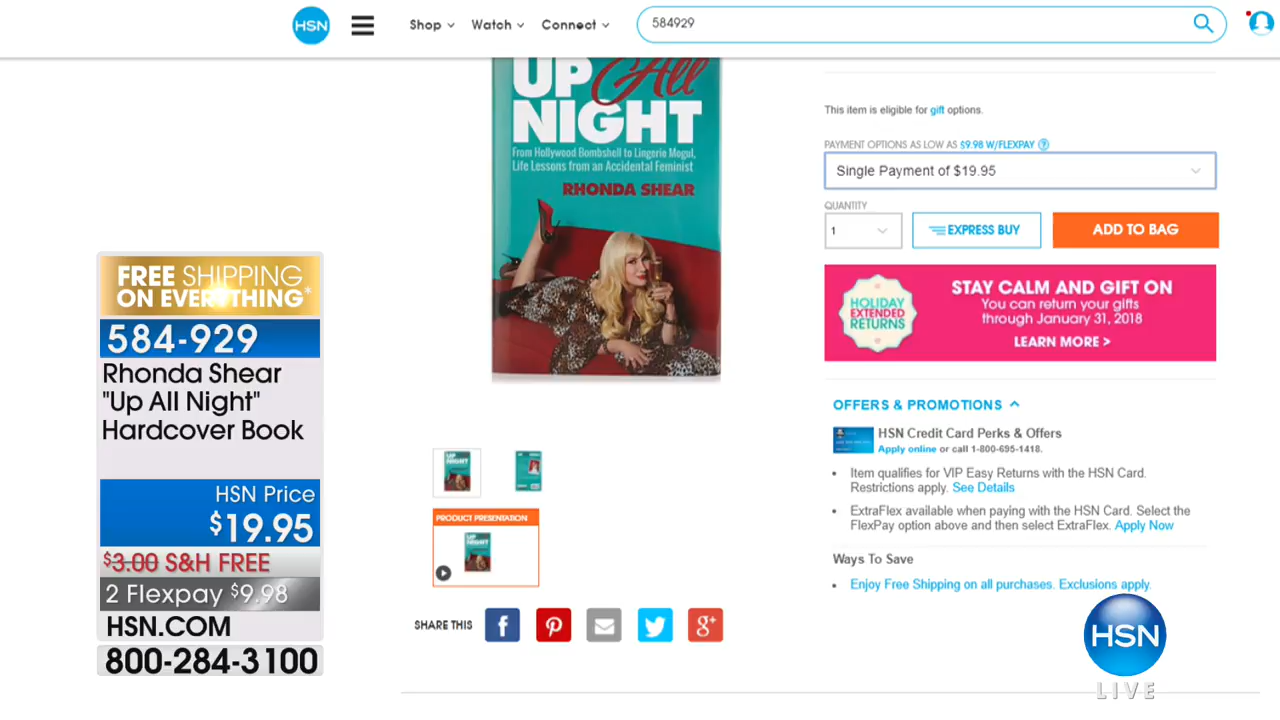 HSN
Shop
Watch
Connect
584929
UP All
NIGHT
From Hollywood Bombshell to Lingerie Mogul,
Life Lessons from an Accidental Feminist
RHONDA SHEAR
This item is eligible for gift options.
PAYMENT OPTIONS AS LOW AS $9.98 W/FLEXPAY ?
Single Payment of $19.95
QUANTITY
1
EXPRESS BUY
ADD TO BAG
HOLIDAY
EXTENDED
RETURNS
STAY CALM AND GIFT ON
You can return your gifts
through January 31, 2018
LEARN MORE >
OFFERS & PROMOTIONS
HSN Credit Card Perks & Offers
Apply online or call 1-800-695-1418.
• Item qualifies for VIP Easy Returns with the HSN Card.
Restrictions apply. See Details
• ExtraFlex available when paying with the HSN Card. Select the
FlexPay option above and then select ExtraFlex. Apply Now
Ways To Save
• Enjoy Free Shipping on all purchases. Exclusions apply.
FREE SHIPPING
ON EVERYTHING*
584-929
Rhonda Shear
"Up All Night"
Hardcover Book
HSN Price
$19.95
$3.00 S&H FREE
2 Flexpay $9.98
HSN.COM
800-284-3100
UP
NIGHT
PRODUCT PRESENTATION
UP
NIGHT
SHARE THIS
f
g+
HSN
LIVE